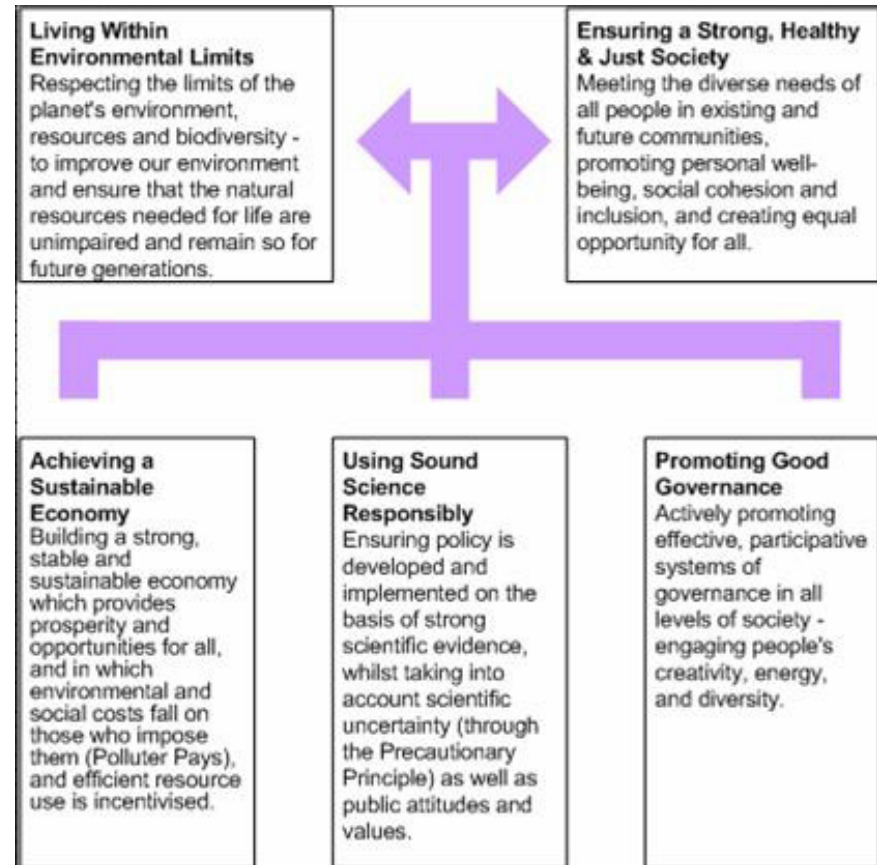 Living Within
Environmental Limits
Respecting the limits of the
planet's environment,
resources and biodiversity -
to improve our environment
and ensure that the natural
resources needed for life are
unimpaired and remain so for
future generations.
Ensuring a Strong, Healthy
& Just Society
Meeting the diverse needs of
all people in existing and
future communities,
promoting personal well-
being, social cohesion and
inclusion, and creating equal
opportunity for all.
Achieving a
Sustainable
Economy
Building a strong,
stable and
sustainable economy
which provides
prosperity and
opportunities for all,
and in which
environmental and
social costs fall on
those who impose
them (Polluter Pays),
and efficient resource
use is incentivised.
Using Sound
Science
Responsibly
Ensuring policy is
developed and
implemented on the
basis of strong
scientific evidence,
whilst taking into
account scientific
uncertainty (through
the Precautionary
Principle) as well as
public attitudes and
values.
Promoting Good
Governance
Actively promoting
effective, participative
systems of
governance in all
levels of society -
engaging people's
creativity, energy,
and diversity.